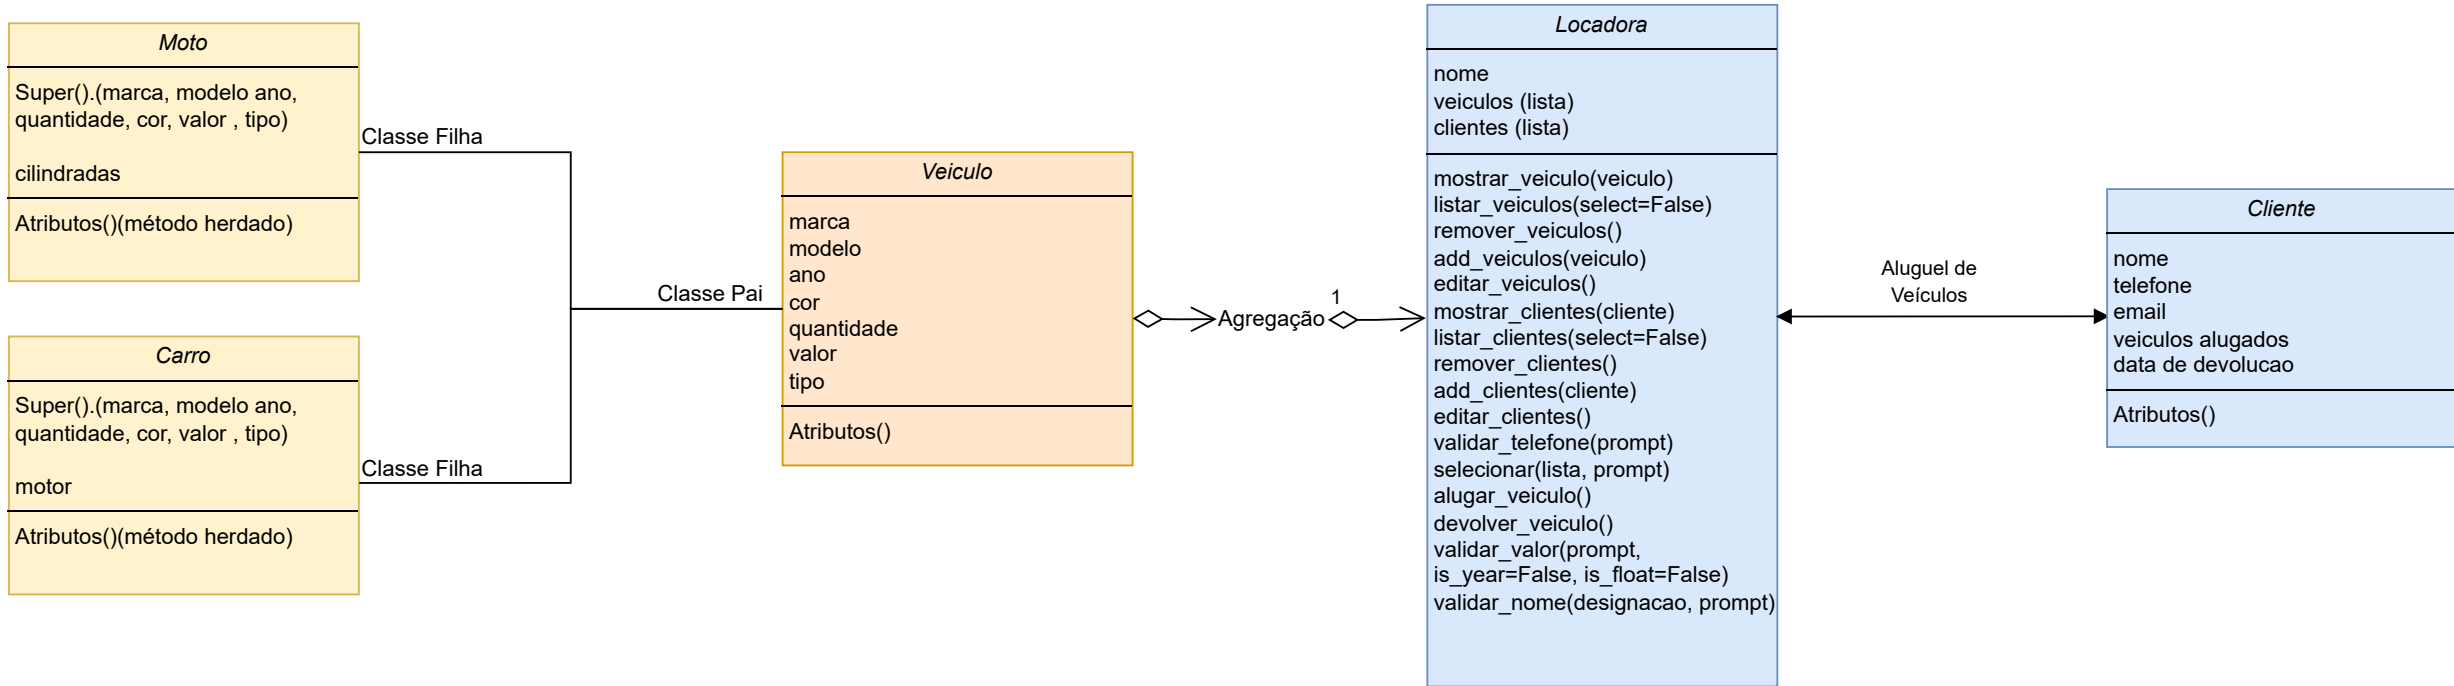 Moto
Super().(marca, modelo ano,
quantidade, cor, valor , tipo)
cilindradas
Atributos()(método herdado)
Classe Filha
Carro
Super().(marca, modelo ano,
quantidade, cor, valor , tipo)
motor
Atributos()(método herdado)
Classe Filha
Classe Pai
Veiculo
marca
modelo
ano
cor
quantidade
valor
tipo
Atributos()
Agregação
1
Locadora
nome
veiculos (lista)
clientes (lista)
mostrar_veiculo(veiculo)
listar_veiculos(select=False)
remover_veiculos()
add_veiculos(veiculo)
editar_veiculos()
mostrar_clientes(cliente)
listar_clientes(select=False)
remover_clientes()
add_clientes(cliente)
editar_clientes()
validar_telefone(prompt)
selecionar(lista, prompt)
alugar_veiculo()
devolver_veiculo()
validar_valor(prompt,
is_year=False, is_float=False)
validar_nome(designacao, prompt)
Aluguel de
Veículos
Cliente
nome
telefone
email
veiculos alugados
data de devolucao
Atributos()